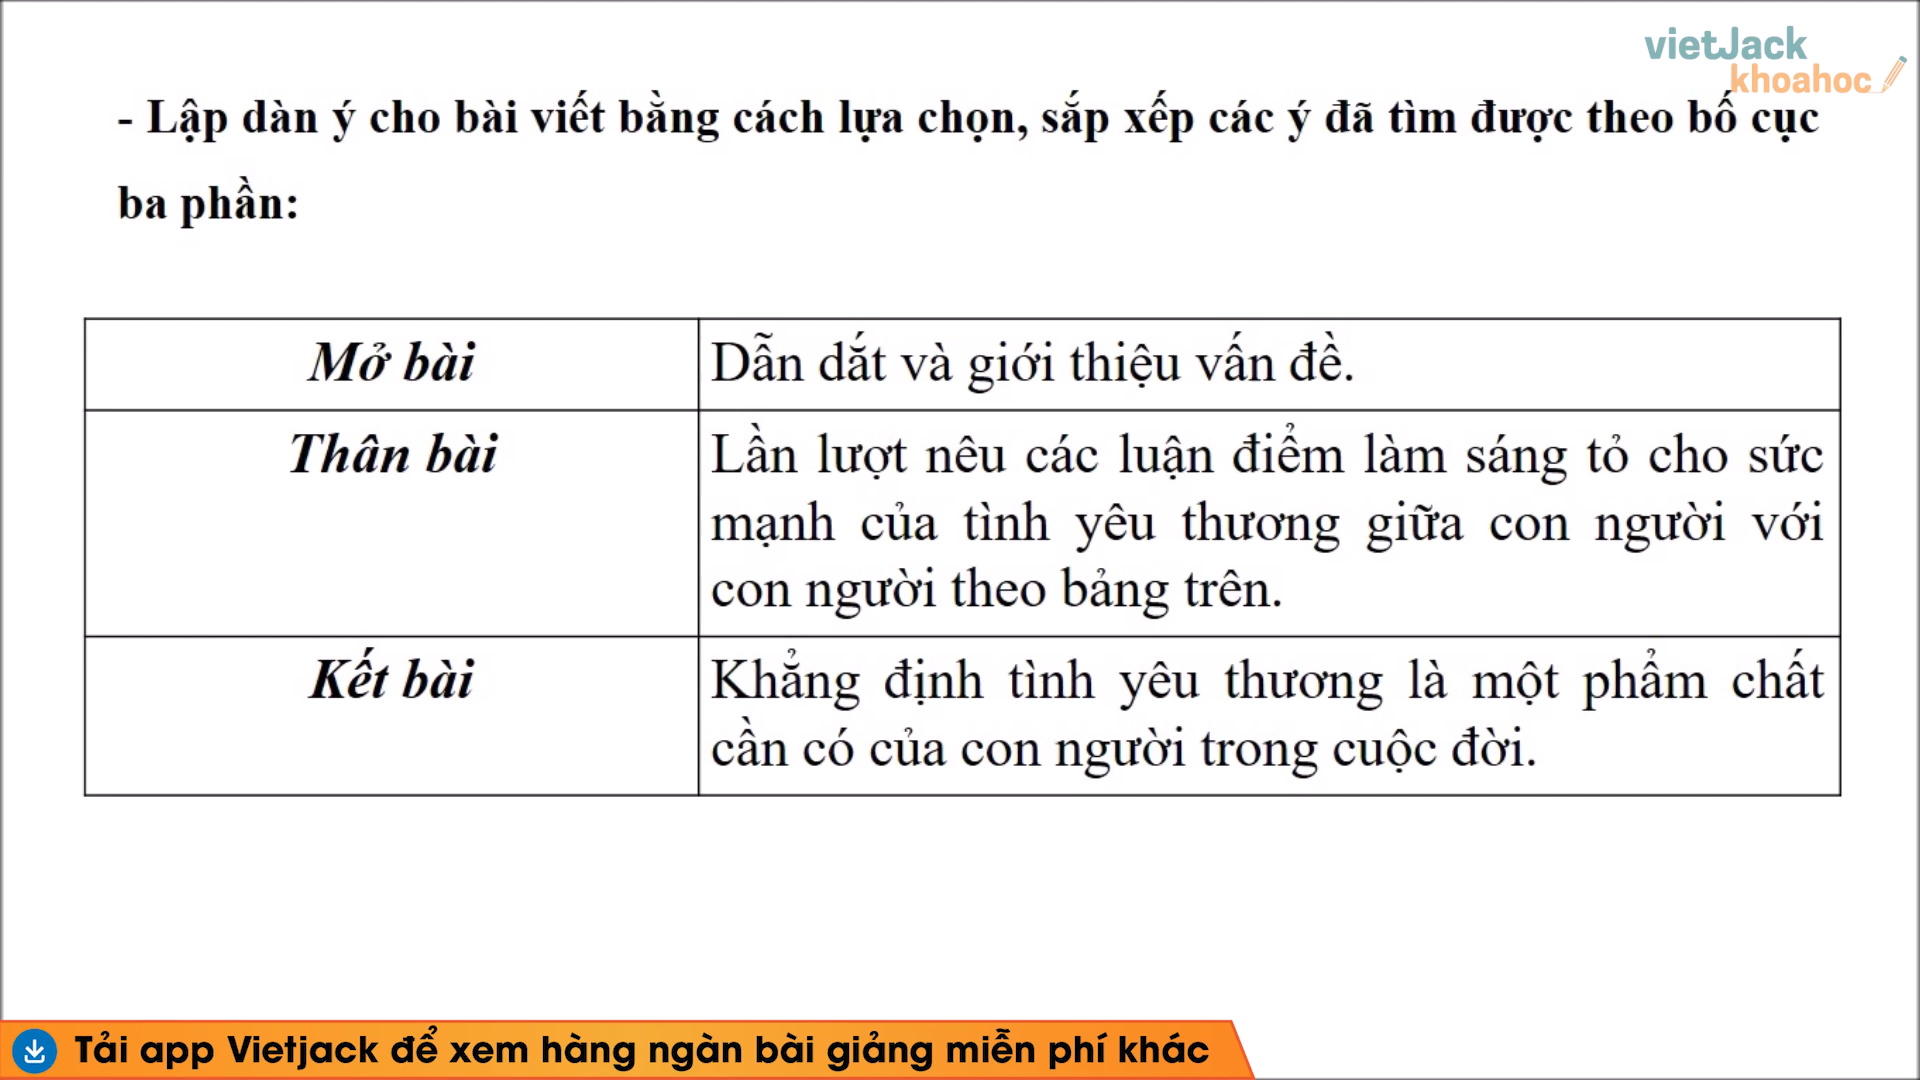 vietJack
khoahoc
- Lập dàn ý cho bài viết bằng cách lựa chọn, sắp xếp các ý đã tìm được theo bố cục
ba phần:
Mở bài
Dẫn dắt và giới thiệu vấn đề.
Thân bài
Lần lượt nêu các luận điểm làm sáng tỏ cho sức
mạnh của tình yêu thương giữa con người với
con người theo bảng trên.
Kết bài
Khẳng định tình yêu thương là một phẩm chất
cần có của con người trong cuộc đời.
Tải app Vietjack để xem hàng ngàn bài giảng miễn phí khác